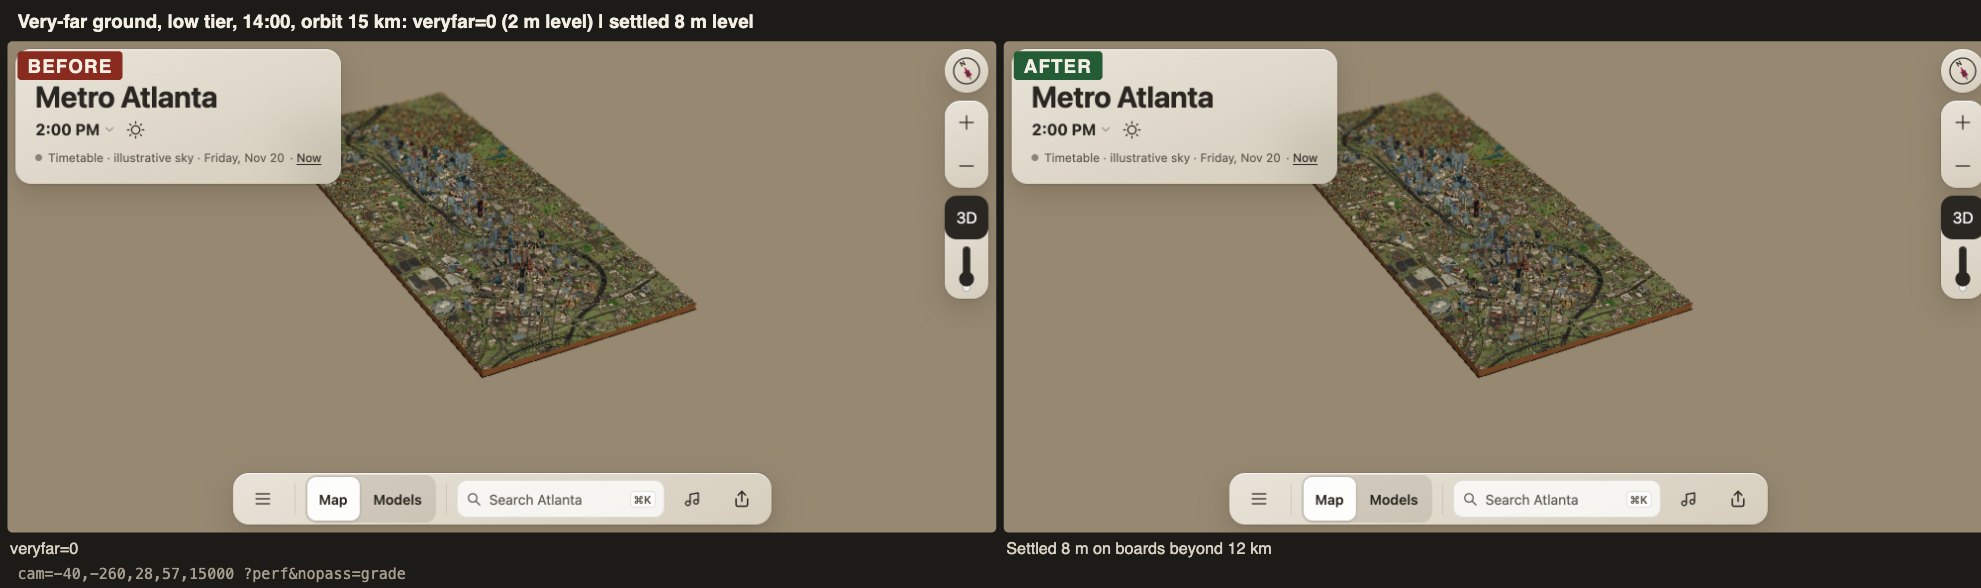 Very-far ground, low tier, 14:00, orbit 15 km: veryfar=0 (2 m level) | settled 8 m level
BEFORE
Metro Atlanta
2:00 PM
Timetable · illustrative sky · Friday, Nov 20 · Now
N
+
−
3D
Map
Models
Search Atlanta
⌘K
veryfar=0
AFTER
Metro Atlanta
2:00 PM
Timetable · illustrative sky · Friday, Nov 20 · Now
N
+
−
3D
Map
Models
Search Atlanta
⌘K
Settled 8 m on boards beyond 12 km
cam=−40,−260,28,57,15000 ?perf&nopass=grade